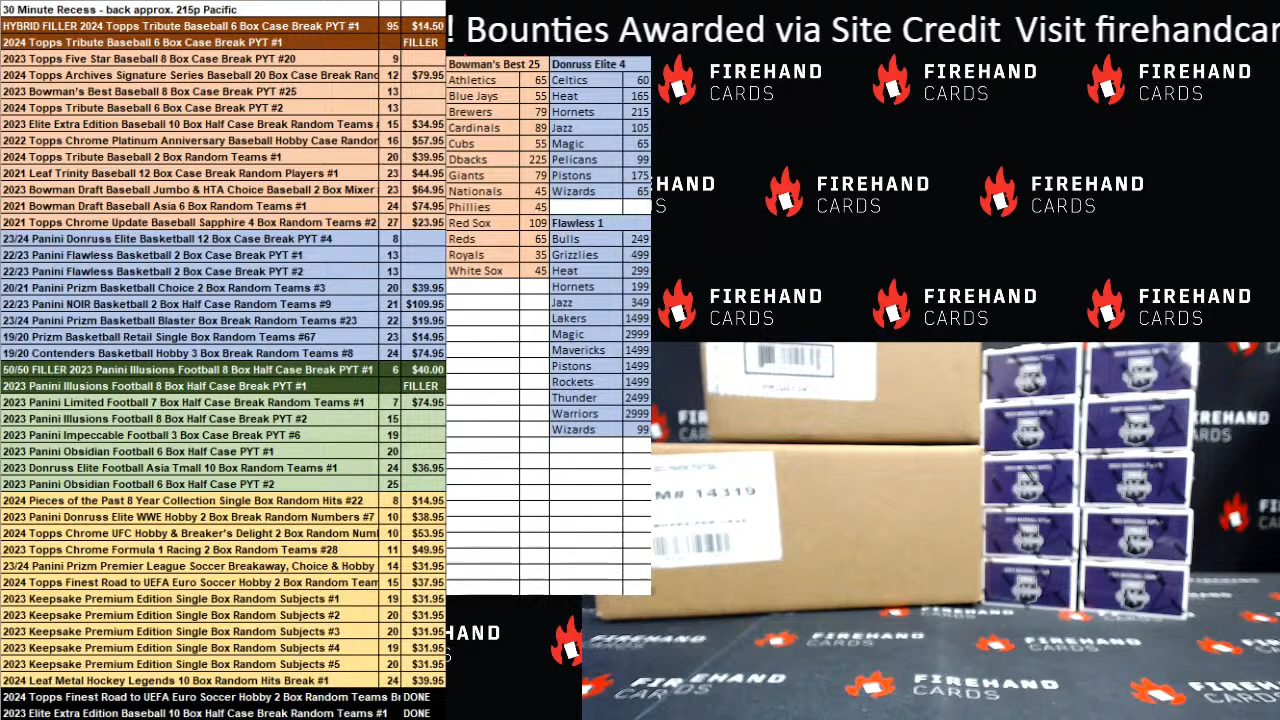 30 Minute Recess - back approx. 215p Pacific
HYBRID FILLER 2024 Topps Tribute Baseball 6 Box Case Break PYT #1 95 $14.50
2024 Topps Tribute Baseball 6 Box Case Break PYT #1 FILLER
2023 Topps Five Star Baseball 8 Box Case Break PYT #20 9
2024 Topps Archives Signature Series Baseball 20 Box Case Break Ranc 12 $79.95
2023 Bowman's Best Baseball 8 Box Case Break PYT #25 13
2024 Topps Tribute Baseball 6 Box Case Break PYT #2 13
2023 Elite Extra Edition Baseball 10 Box Half Case Break Random Teams 15 $34.95
2022 Topps Chrome Platinum Anniversary Baseball Hobby Case Random 16 $57.95
2024 Topps Tribute Baseball 2 Box Random Teams #1 20 $39.95
2021 Leaf Trinity Baseball 12 Box Case Break Random Players #1 23 $44.95
2023 Bowman Draft Baseball Jumbo & HTA Choice Baseball 2 Box Mixer 23 $64.95
2021 Bowman Draft Baseball Asia 6 Box Random Teams #1 24 $74.95
2021 Topps Chrome Update Baseball Sapphire 4 Box Random Teams #2 27 $23.95
23/24 Panini Donruss Elite Basketball 12 Box Case Break PYT #4 8
22/23 Panini Flawless Basketball 2 Box Case Break PYT #1 13
22/23 Panini Flawless Basketball 2 Box Case Break PYT #2 13
20/21 Panini Prizm Basketball Choice 2 Box Random Teams #3 20 $39.95
22/23 Panini NOIR Basketball 2 Box Half Case Random Teams #9 21 $109.95
23/24 Panini Prizm Basketball Blaster Box Break Random Teams #23 22 $19.95
19/20 Prizm Basketball Retail Single Box Random Teams #67 23 $14.95
19/20 Contenders Basketball Hobby 3 Box Break Random Teams #8 24 $74.95
50/50 FILLER 2023 Panini Illusions Football 8 Box Half Case Break PYT #1 6 $40.00
2023 Panini Illusions Football 8 Box Half Case Break PYT #1 FILLER
2023 Panini Limited Football 7 Box Half Case Break Random Teams #1 7 $74.95
2023 Panini Illusions Football 8 Box Half Case Break PYT #2 15
2023 Panini Impeccable Football 3 Box Case Break PYT #6 19
2023 Panini Obsidian Football 6 Box Half Case PYT #1 20
2023 Donruss Elite Football Asia Tmall 10 Box Random Teams #1 24 $36.95
2023 Panini Obsidian Football 6 Box Half Case PYT #2 25
2024 Pieces of the Past 8 Year Collection Single Box Random Hits #22 8 $14.95
2023 Panini Donruss Elite WWE Hobby 2 Box Break Random Numbers #7 10 $38.95
2024 Topps Chrome UFC Hobby & Breaker's Delight 2 Box Random Numl 10 $53.95
2023 Topps Chrome Formula 1 Racing 2 Box Random Teams #28 11 $49.95
23/24 Panini Prizm Premier League Soccer Breakaway, Choice & Hobby 14 $31.95
2024 Topps Finest Road to UEFA Euro Soccer Hobby 2 Box Random Team 15 $37.95
2023 Keepsake Premium Edition Single Box Random Subjects #1 19 $31.95
2023 Keepsake Premium Edition Single Box Random Subjects #2 20 $31.95
2023 Keepsake Premium Edition Single Box Random Subjects #3 20 $31.95
2023 Keepsake Premium Edition Single Box Random Subjects #4 19 $31.95
2023 Keepsake Premium Edition Single Box Random Subjects #5 20 $31.95
2024 Leaf Metal Hockey Legends 10 Box Random Hits Break #1 24 $39.95
2024 Topps Finest Road to UEFA Euro Soccer Hobby 2 Box Random Teams B DONE
2023 Elite Extra Edition Baseball 10 Box Half Case Break Random Teams #1 DONE
! Bounties Awarded via Site Credit Visit firehandcar
Bowman's Best 25
Athletics 65
Blue Jays 55
Brewers 79
Cardinals 89
Cubs 55
Dbacks 225
Giants 79
Nationals 45
Phillies 45
Red Sox 109
Reds 65
Royals 35
White Sox 45
Donruss Elite 4
Celtics 60
Heat 165
Hornets 215
Jazz 105
Magic 65
Pelicans 99
Pistons 175
Wizards 65
Flawless 1
Bulls 249
Grizzlies 499
Heat 299
Hornets 199
Jazz 349
Lakers 1499
Magic 2999
Mavericks 1499
Pistons 1499
Rockets 1499
Thunder 2499
Warriors 2999
Wizards 99
FIREHAND CARDS
FIREHAND CARDS
FIREHAND CARDS
HAND
S
FIREHAND CARDS
FIREHAND CARDS
FIREHAND CARDS
FIREHAND CARDS
FIREHAND CARDS
M# 14319
FIREHAND
CARDS
HAND
FIREHAND CARDS
FIREHAND
FIREHAND
FIREHAND CARDS
FIREHAND CARDS